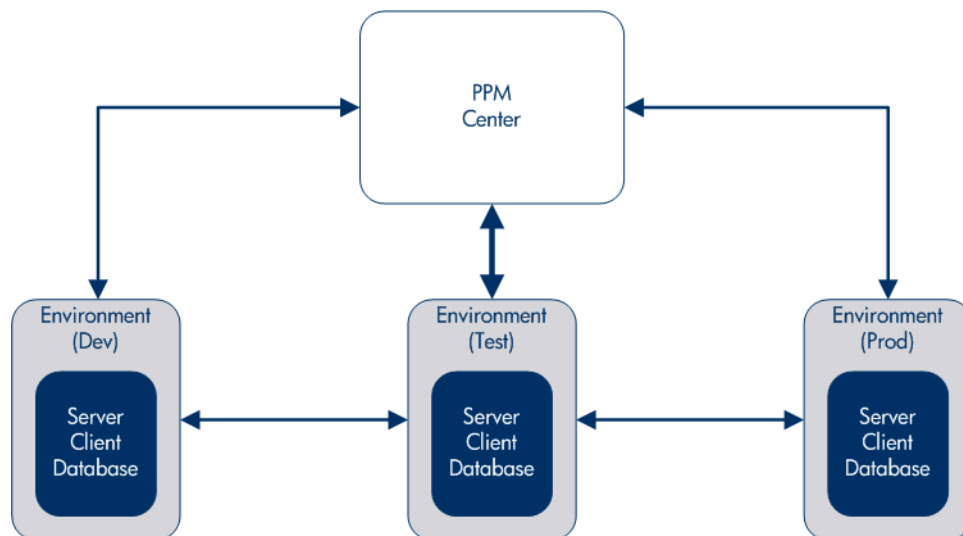 PPM
Center
Environment
(Dev)
Server
Client
Database
Environment
(Test)
Server
Client
Database
Environment
(Prod)
Server
Client
Database